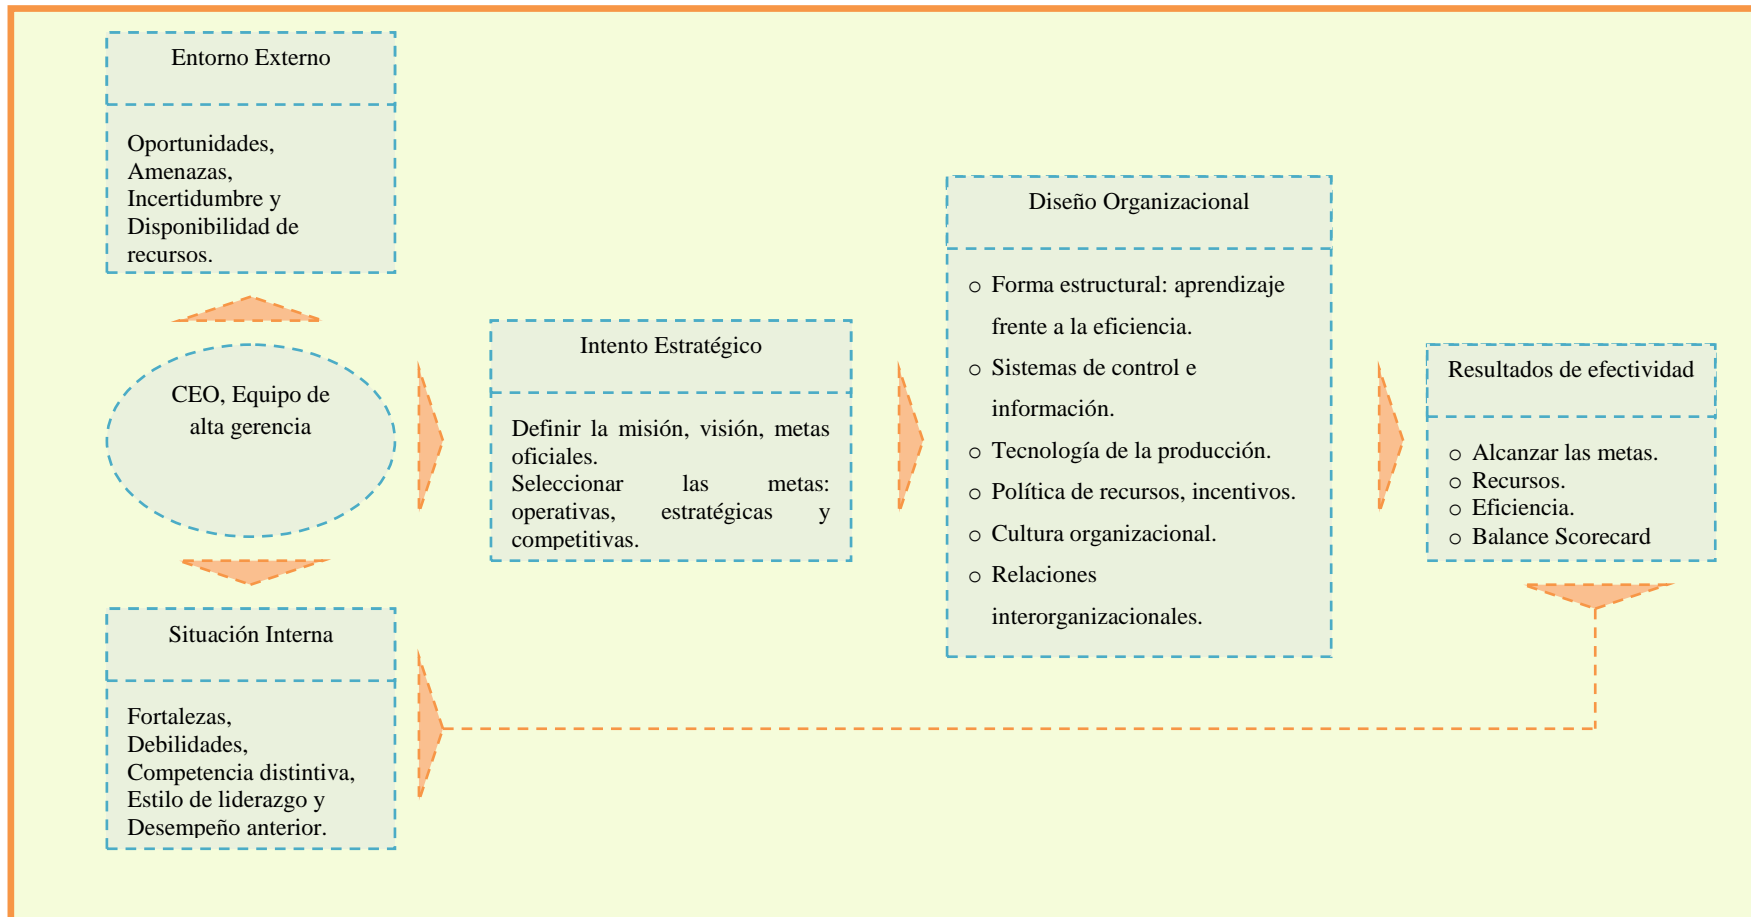 Entorno Externo
Oportunidades,
Amenazas,
Incertidumbre y
Disponibilidad de
recursos.
CEO, Equipo de
alta gerencia
Situación Interna
Fortalezas,
Debilidades,
Competencia distintiva,
Estilo de liderazgo y
Desempeño anterior.
Intento Estratégico
Definir la misión, visión, metas
oficiales.
Seleccionar las metas:
operativas, estratégicas y
competitivas.
Diseño Organizacional
o Forma estructural: aprendizaje
frente a la eficiencia.
o Sistemas de control e
información.
o Tecnología de la producción.
o Política de recursos, incentivos.
o Cultura organizacional.
o Relaciones
interorganizacionales.
Resultados de efectividad
o Alcanzar las metas.
o Recursos.
o Eficiencia.
o Balance Scorecard